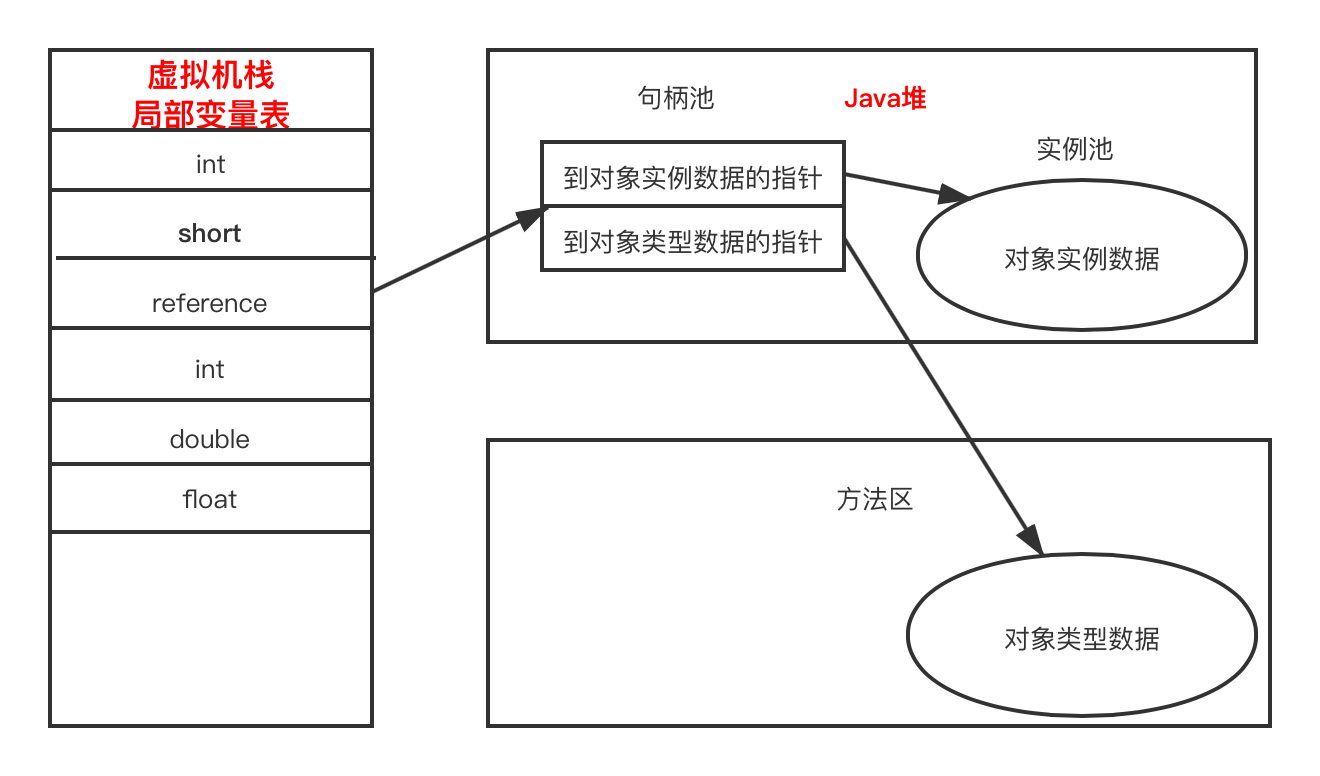 虚拟机栈
局部变量表
int
short
reference
int
double
float
句柄池
Java堆
到对象实例数据的指针
到对象类型数据的指针
实例池
对象实例数据
方法区
对象类型数据